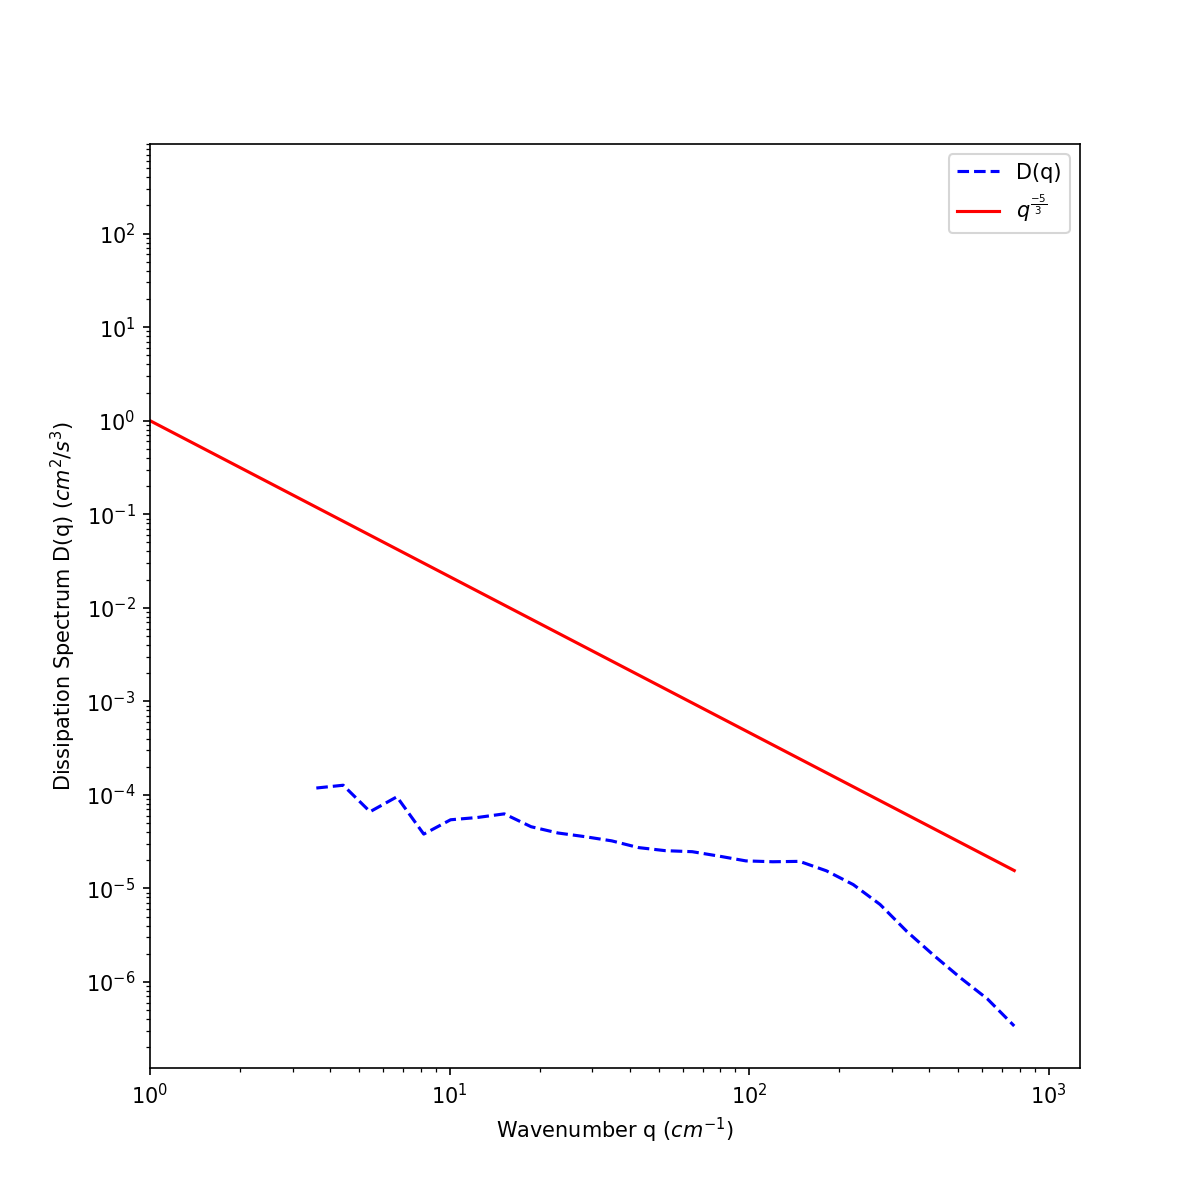 D(q)
q^{\frac{-5}{3}}
10^2
10^1
10^0
10^{-1}
10^{-2}
10^{-3}
10^{-4}
10^{-5}
10^{-6}
Dissipation Spectrum D(q) (cm^2/s^3)
10^0 10^1 10^2 10^3
Wavenumber q (cm^{-1})